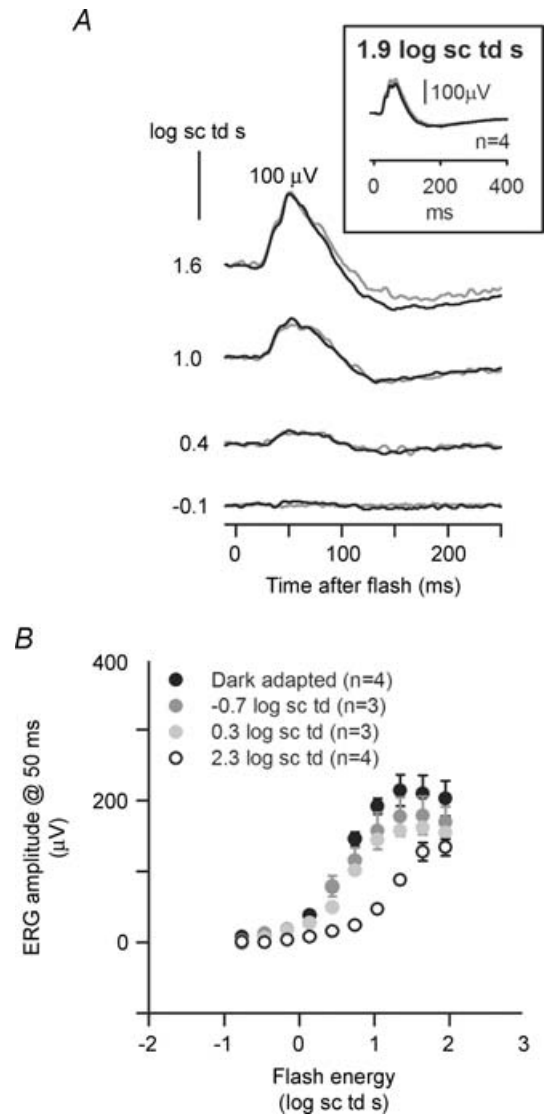 A
1.9 log sc td s
100µV
n=4
0 200 400
ms
log sc td s
100 µV
1.6
1.0
0.4
-0.1
0 100 200
Time after flash (ms)
B
400
200
0
ERG amplitude @ 50 ms
(µV)
Dark adapted (n=4)
-0.7 log sc td (n=3)
0.3 log sc td (n=3)
2.3 log sc td (n=4)
-2 -1 0 1 2 3
Flash energy
(log sc td s)